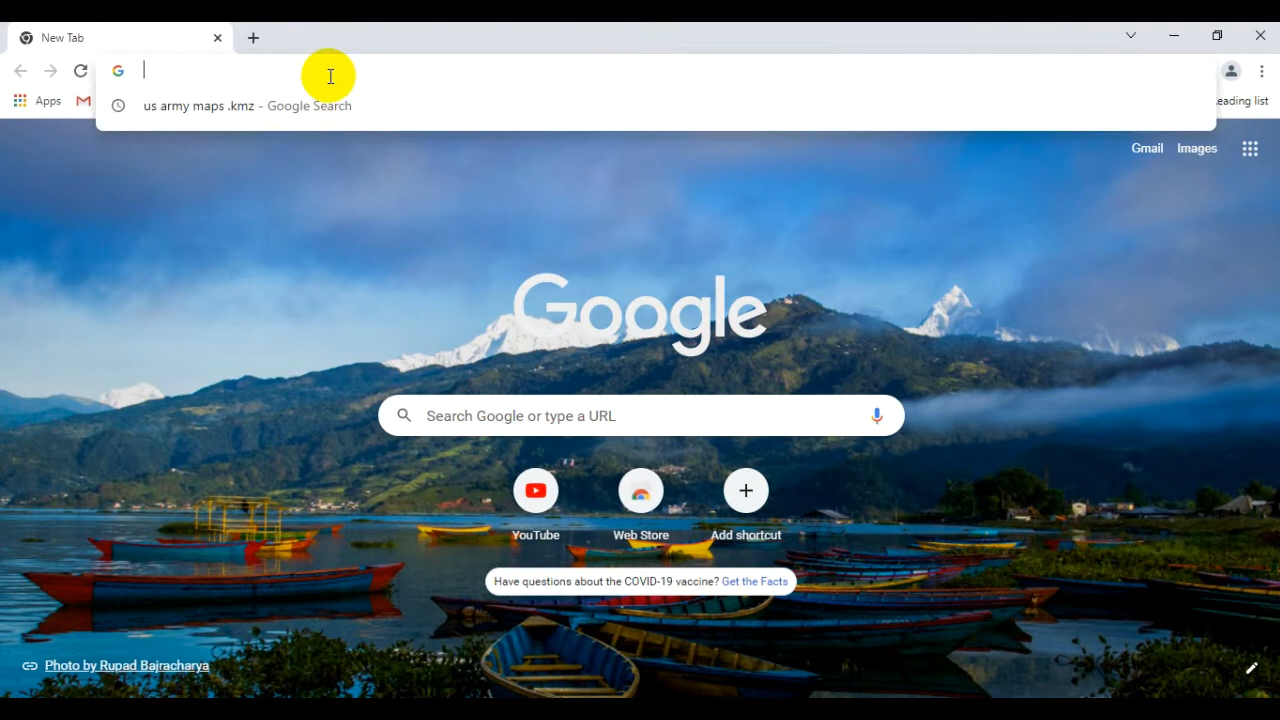 New Tab
us army maps .kmz - Google Search
Apps
eading list
Gmail Images
Google
Search Google or type a URL
YouTube Web Store Add shortcut
Have questions about the COVID-19 vaccine? Get the Facts
Photo by Rupad Bajracharya